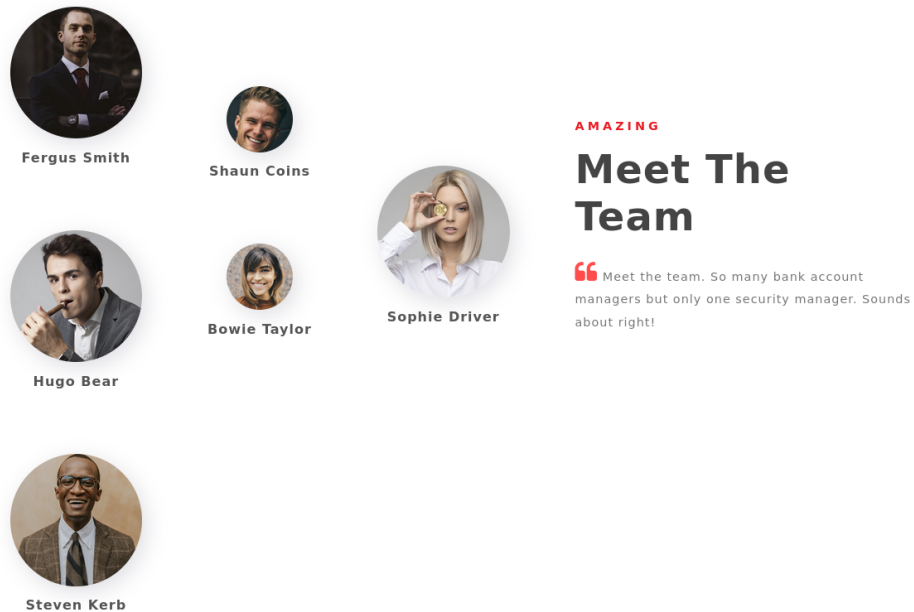 Fergus Smith
Shaun Coins
Hugo Bear
Bowie Taylor
Steven Kerb
Sophie Driver
AMAZING
Meet The
Team
Meet the team. So many bank account
managers but only one security manager. Sounds
about right!